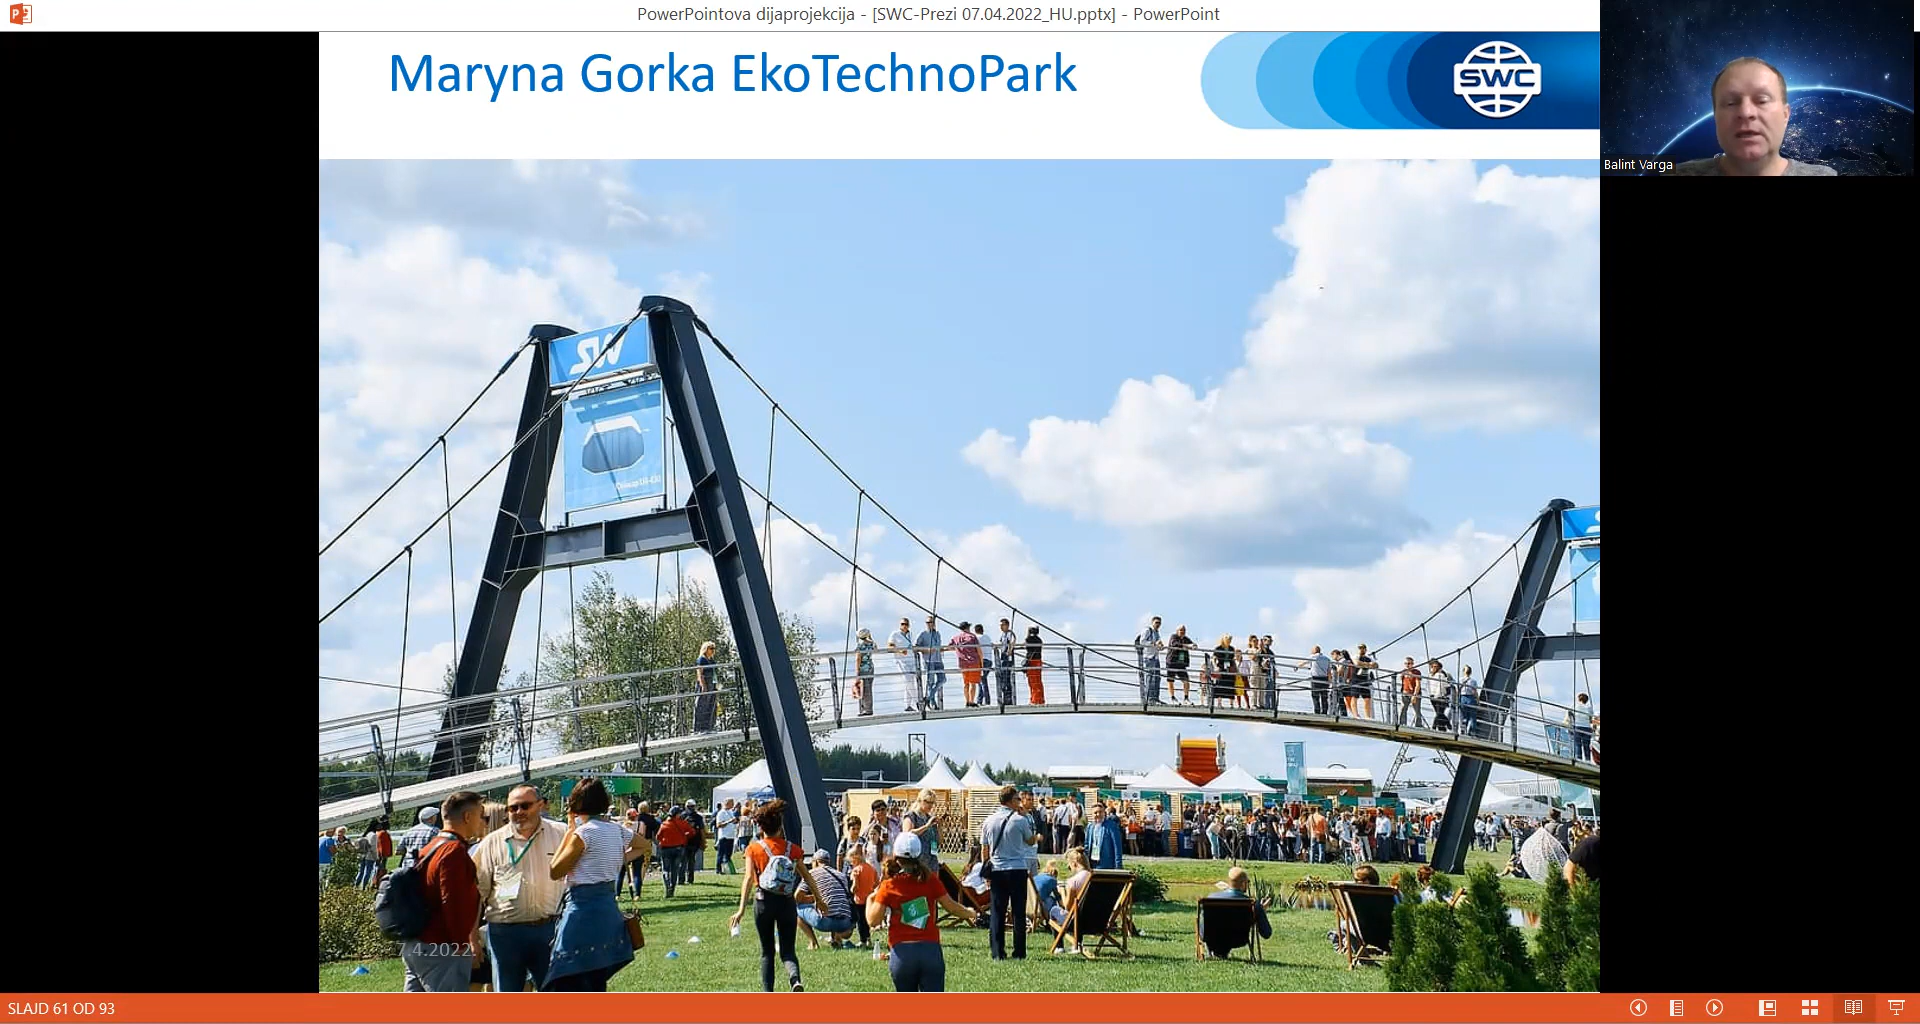 PowerPointova dijaprojekcija - [SWC-Prezi 07.04.2022_HU.pptx] - PowerPoint
Maryna Gorka EkoTechnoPark
SWC
Balint Varga
SW
7.4.2022.
SLAJD 61 OD 93